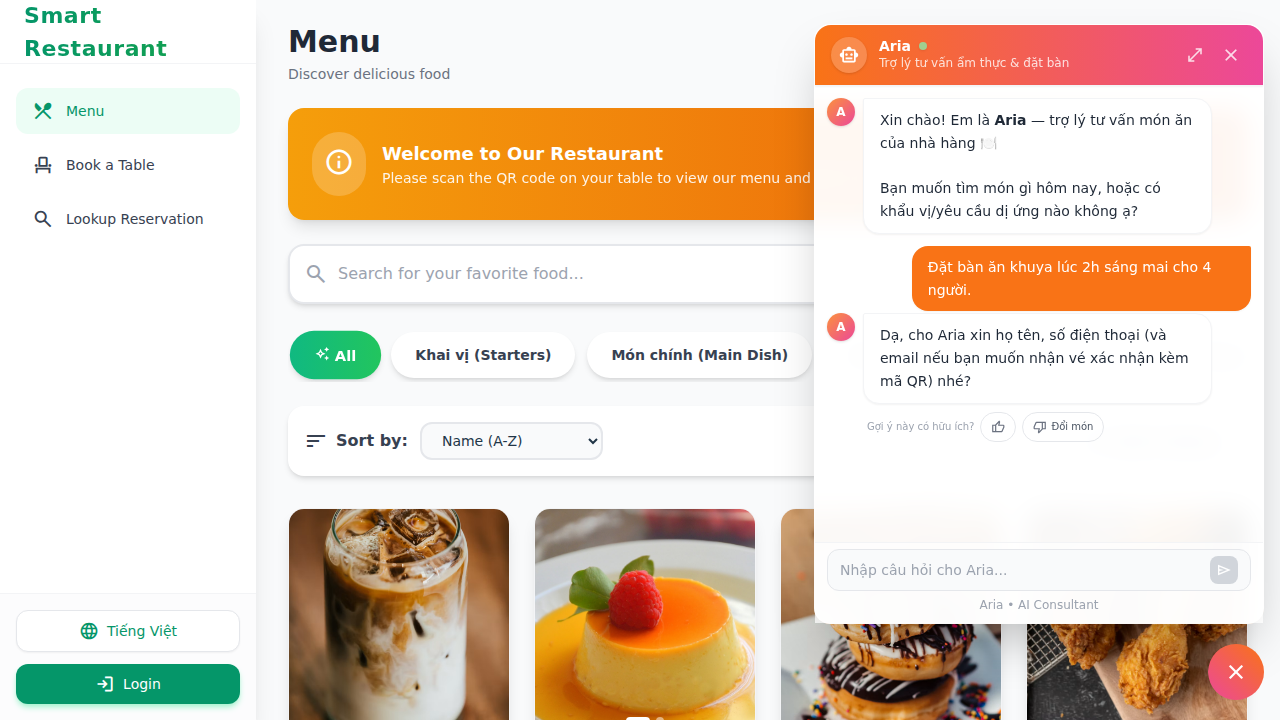 Smart
Restaurant
Menu
Book a Table
Lookup Reservation
Tiếng Việt
Login
Menu
Discover delicious food
Welcome to Our Restaurant
Please scan the QR code on your table to view our menu and
Search for your favorite food...
All
Khai vị (Starters)
Món chính (Main Dish)
Sort by:
Name (A-Z)
Aria
Trợ lý tư vấn ẩm thực & đặt bàn
A
Xin chào! Em là Aria — trợ lý tư vấn món ăn
của nhà hàng 🍽️
Bạn muốn tìm món gì hôm nay, hoặc có
khẩu vị/yêu cầu dị ứng nào không ạ?
Đặt bàn ăn khuya lúc 2h sáng mai cho 4
người.
A
Dạ, cho Aria xin họ tên, số điện thoại (và
email nếu bạn muốn nhận vé xác nhận kèm
mã QR) nhé?
Gợi ý này có hữu ích?
Đổi món
Nhập câu hỏi cho Aria...
Aria • AI Consultant